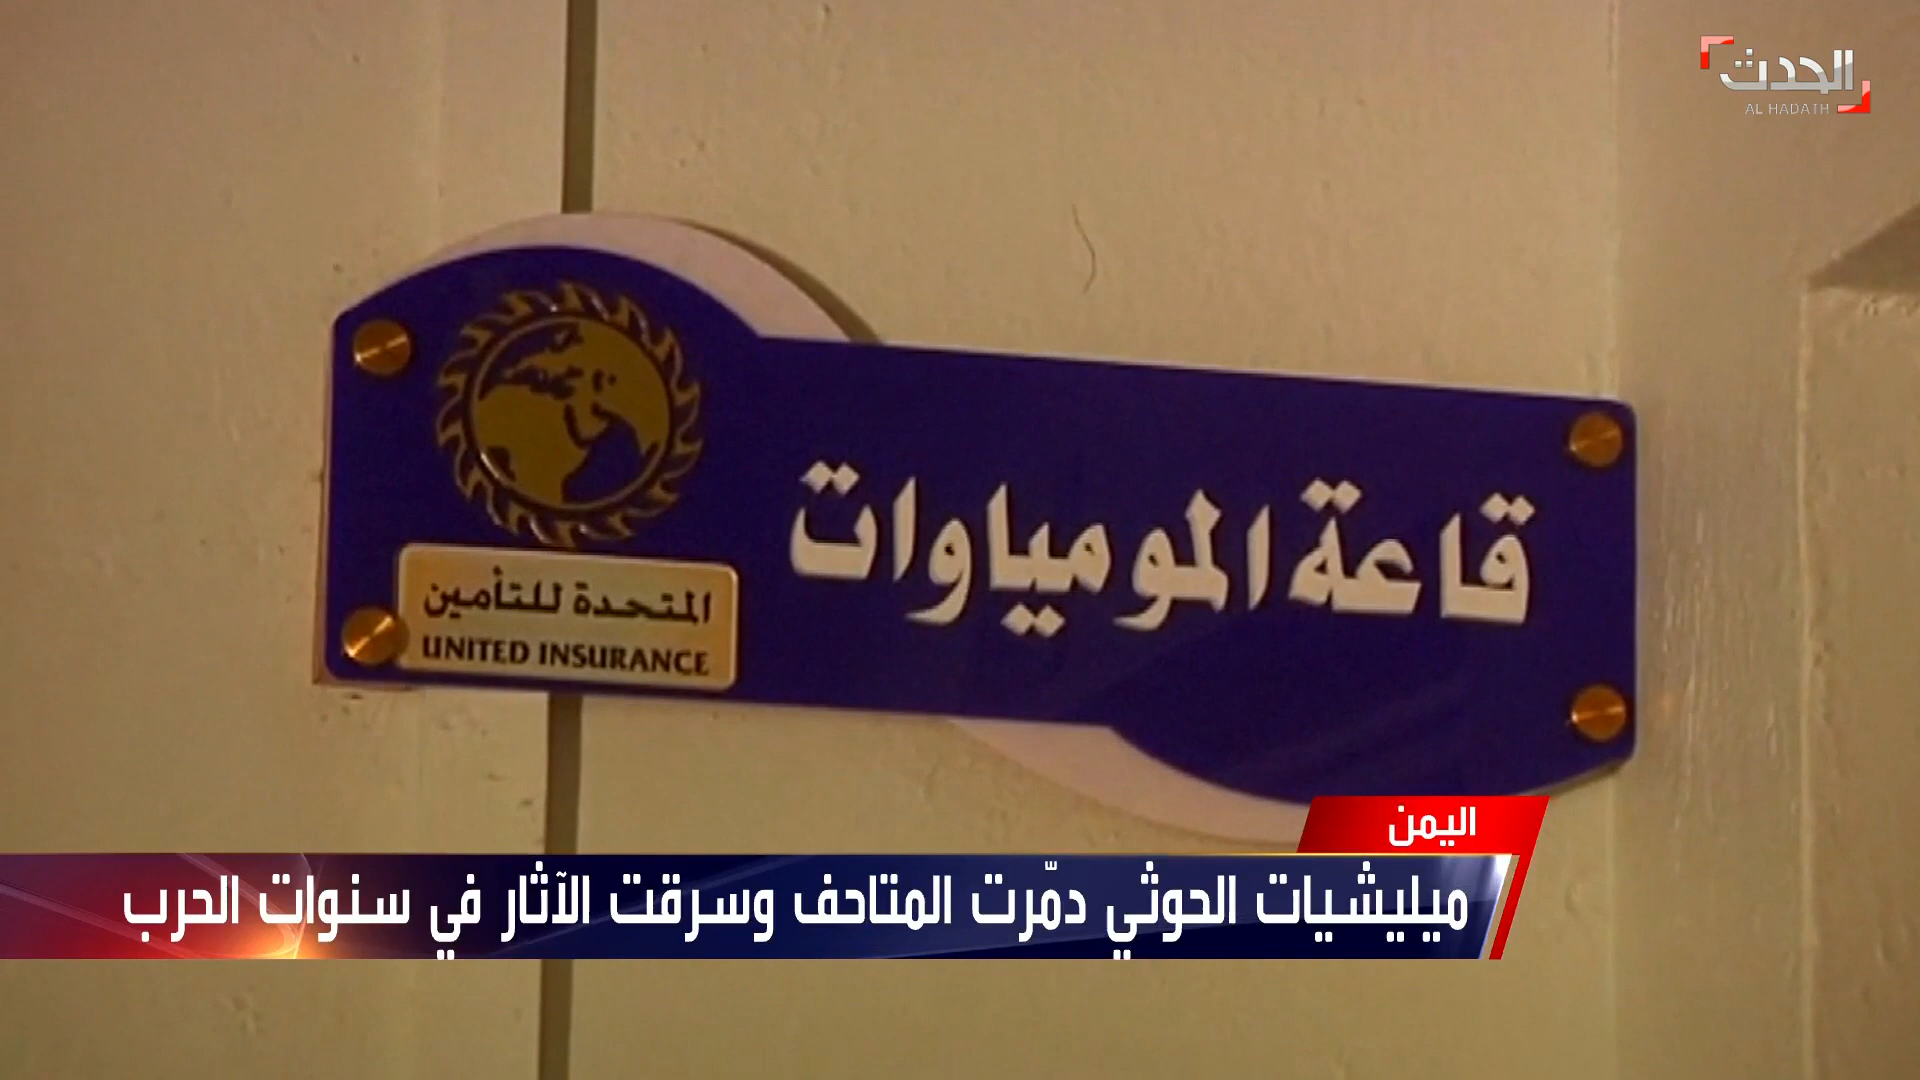 الحدث
AL HADATH
قاعة المومياوات
المتحدة للتأمين
UNITED INSURANCE
اليمن
ميليشيات الحوثي دمّرت المتاحف وسرقت الآثار في سنوات الحرب